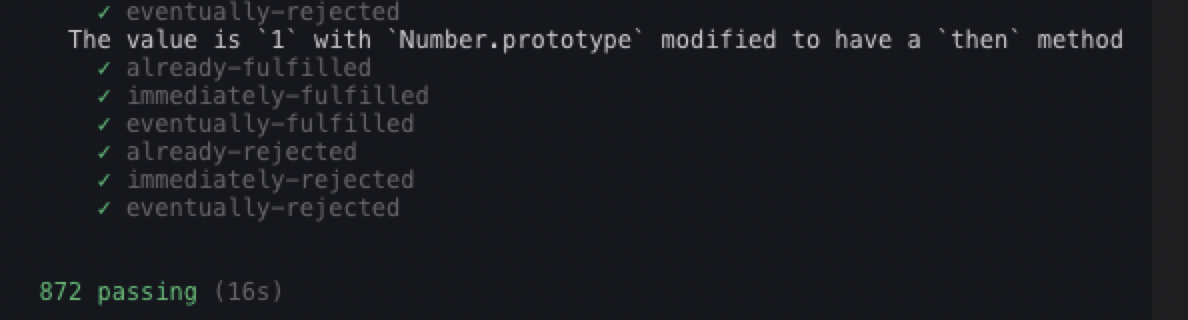 ✓ eventually-rejected
The value is `1` with `Number.prototype` modified to have a `then` method
✓ already-fulfilled
✓ immediately-fulfilled
✓ eventually-fulfilled
✓ already-rejected
✓ immediately-rejected
✓ eventually-rejected
872 passing (16s)